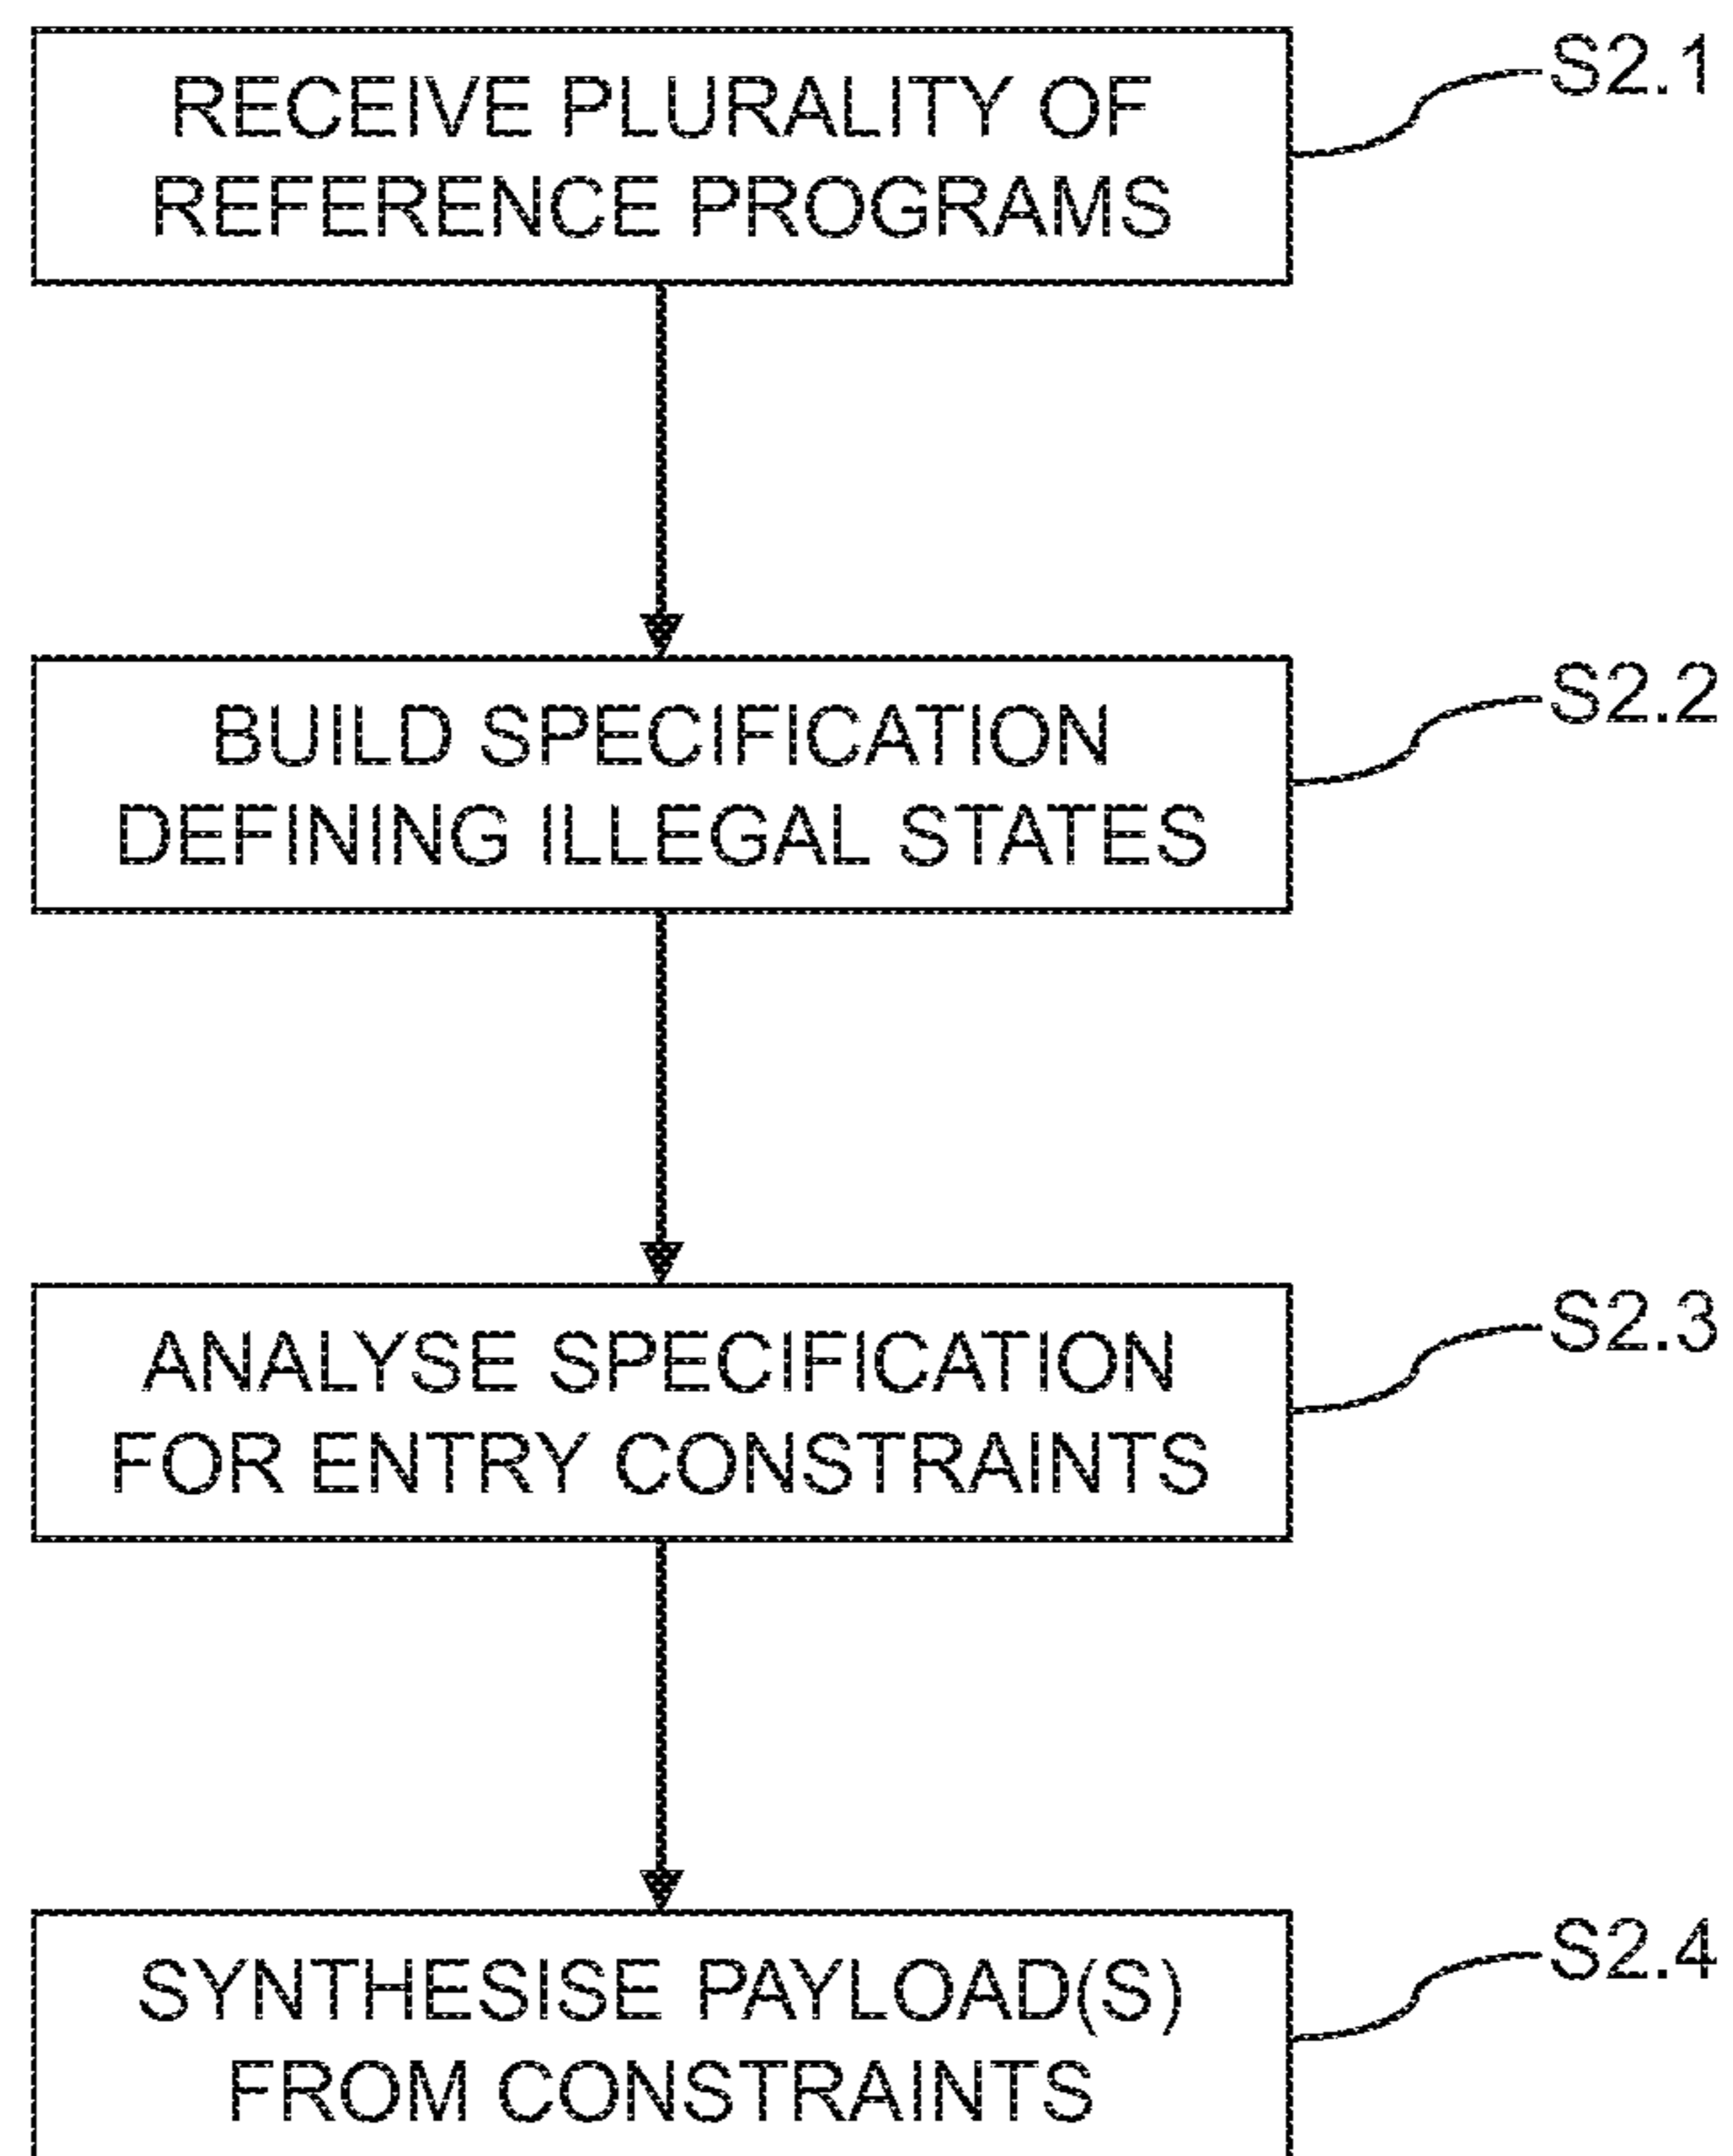 RECEIVE PLURALITY OF
REFERENCE PROGRAMS
S2.1
BUILD SPECIFICATION
DEFINING ILLEGAL STATES
S2.2
ANALYSE SPECIFICATION
FOR ENTRY CONSTRAINTS
S2.3
SYNTHESISE PAYLOAD(S)
FROM CONSTRAINTS
S2.4